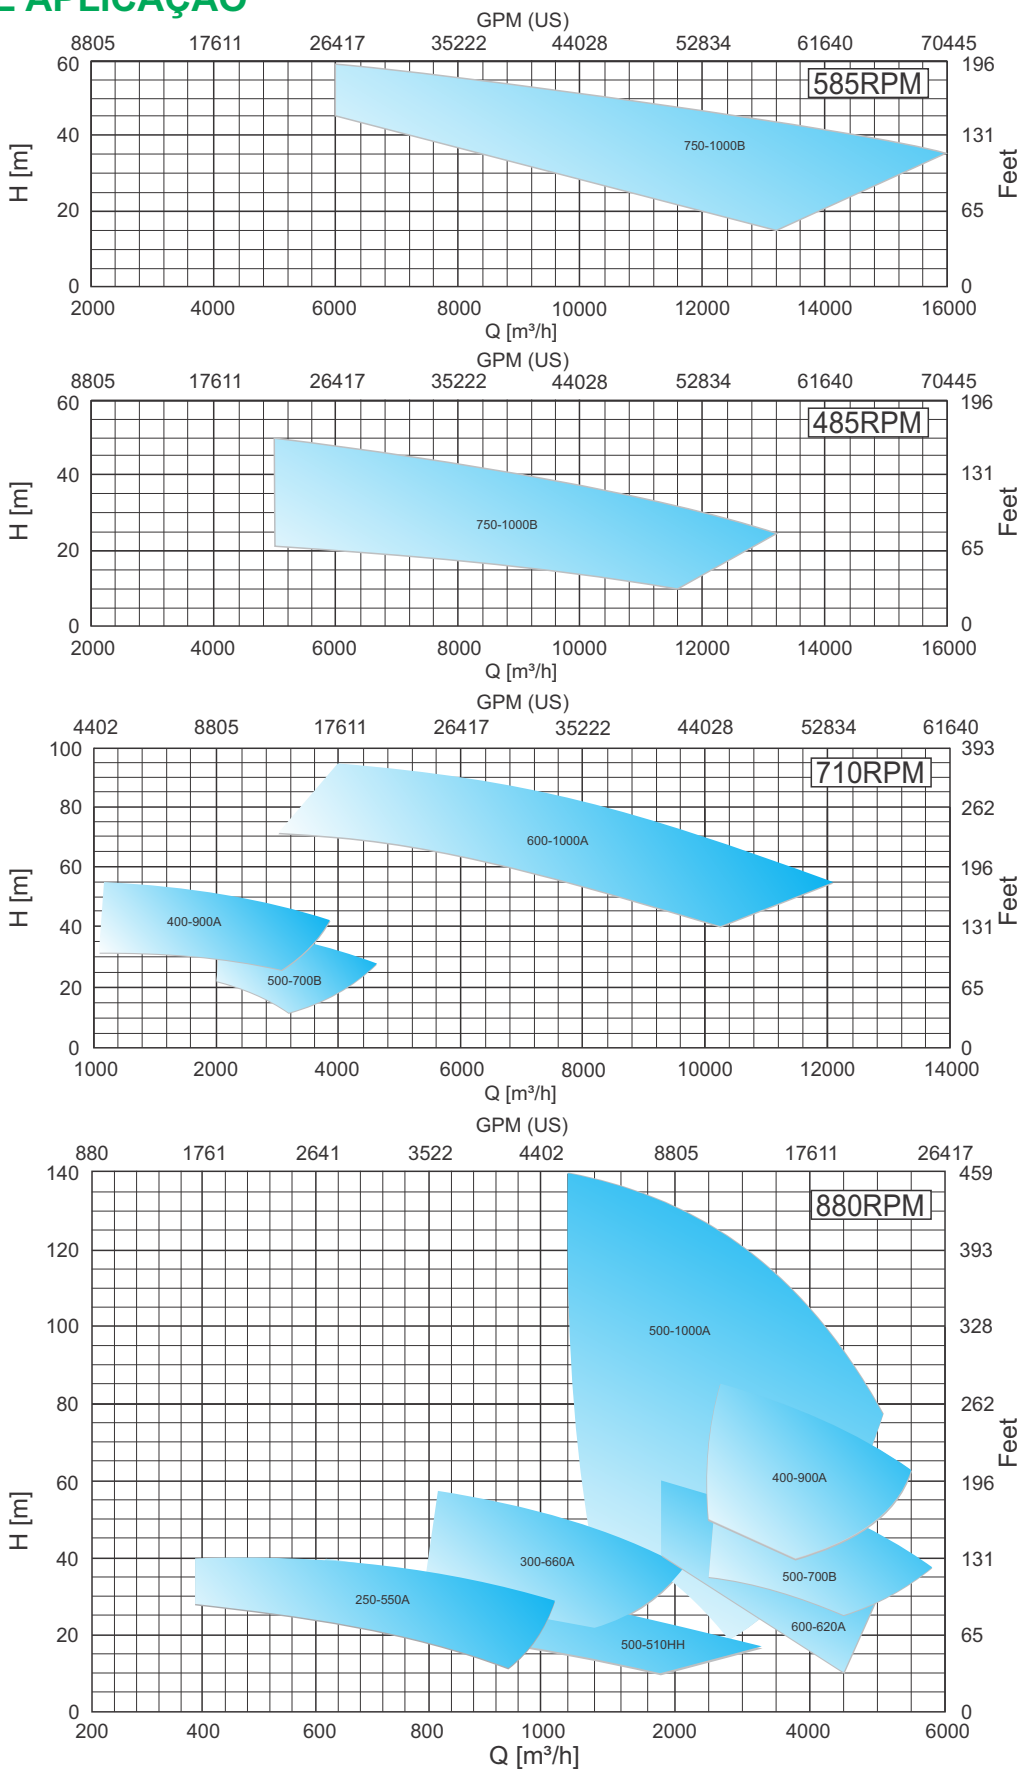 E APLICAÇÃO
GPM (US)
8805 17611 26417 35222 44028 52834 61640 70445
585RPM
60 196
40 131
20 65
0 0
H [m]
Feet
750-1000B
2000 4000 6000 8000 10000 12000 14000 16000
Q [m³/h]
GPM (US)
8805 17611 26417 35222 44028 52834 61640 70445
485RPM
60 196
40 131
20 65
0 0
H [m]
Feet
750-1000B
2000 4000 6000 8000 10000 12000 14000 16000
Q [m³/h]
GPM (US)
4402 8805 17611 26417 35222 44028 52834 61640
710RPM
100 393
80 262
60 196
40 131
20 65
0 0
H [m]
Feet
600-1000A
400-900A
500-700B
1000 2000 4000 6000 8000 10000 12000 14000
Q [m³/h]
GPM (US)
880 1761 2641 3522 4402 8805 17611 26417
880RPM
140 459
120 393
100 328
80 262
60 196
40 131
20 65
0 0
H [m]
Feet
500-1000A
400-900A
300-660A
500-700B
250-550A
600-620A
500-510HH
200 400 600 800 1000 2000 4000 6000
Q [m³/h]